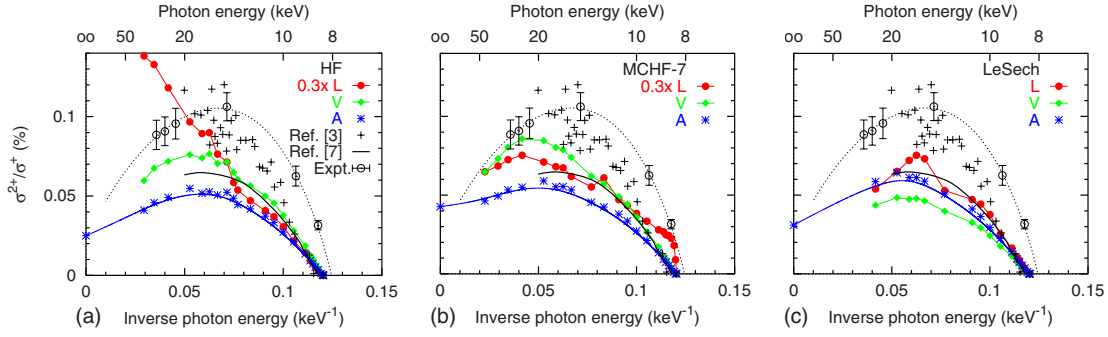 Photon energy (keV)
oo 50 20 10 8
HF
0.3x L
V
A
Ref. [3]
Ref. [7]
Expt.
σ²⁺/σ⁺ (%)
0.1
0.05
0
0 0.05 0.1 0.15
(a) Inverse photon energy (keV⁻¹)
Photon energy (keV)
oo 50 20 10 8
MCHF-7
0.3x L
V
A
0 0.05 0.1 0.15
(b) Inverse photon energy (keV⁻¹)
Photon energy (keV)
oo 50 20 10 8
LeSech
L
V
A
0 0.05 0.1 0.15
(c) Inverse photon energy (keV⁻¹)